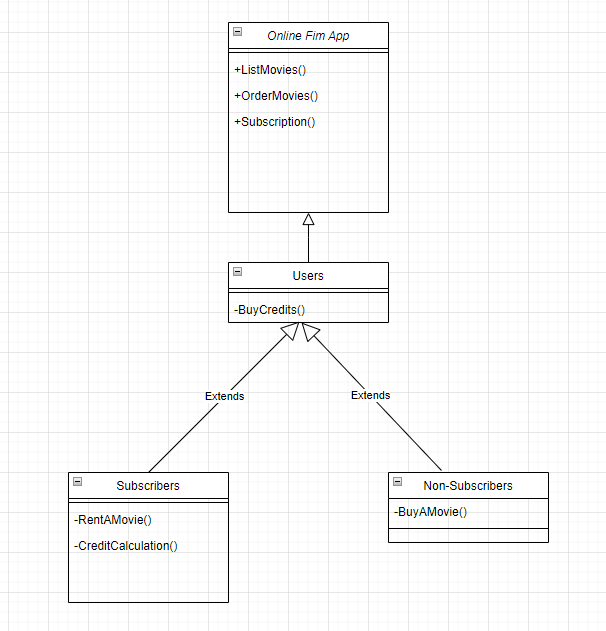 Online Fim App
+ListMovies()
+OrderMovies()
+Subscription()
Users
-BuyCredits()
Extends
Extends
Subscribers
-RentAMovie()
-CreditCalculation()
Non-Subscribers
-BuyAMovie()